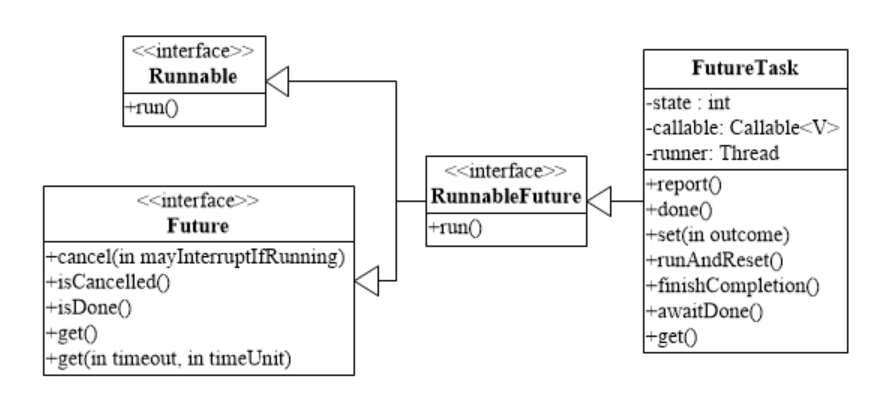 <<interface>>
Runnable
+run()
<<interface>>
Future
+cancel(in mayInterruptIfRunning)
+isCancelled()
+isDone()
+get()
+get(in timeout, in timeUnit)
<<interface>>
RunnableFuture
+run()
FutureTask
-state : int
-callable: Callable<V>
-runner: Thread
+report()
+done()
+set(in outcome)
+runAndReset()
+finishCompletion()
+awaitDone()
+get()